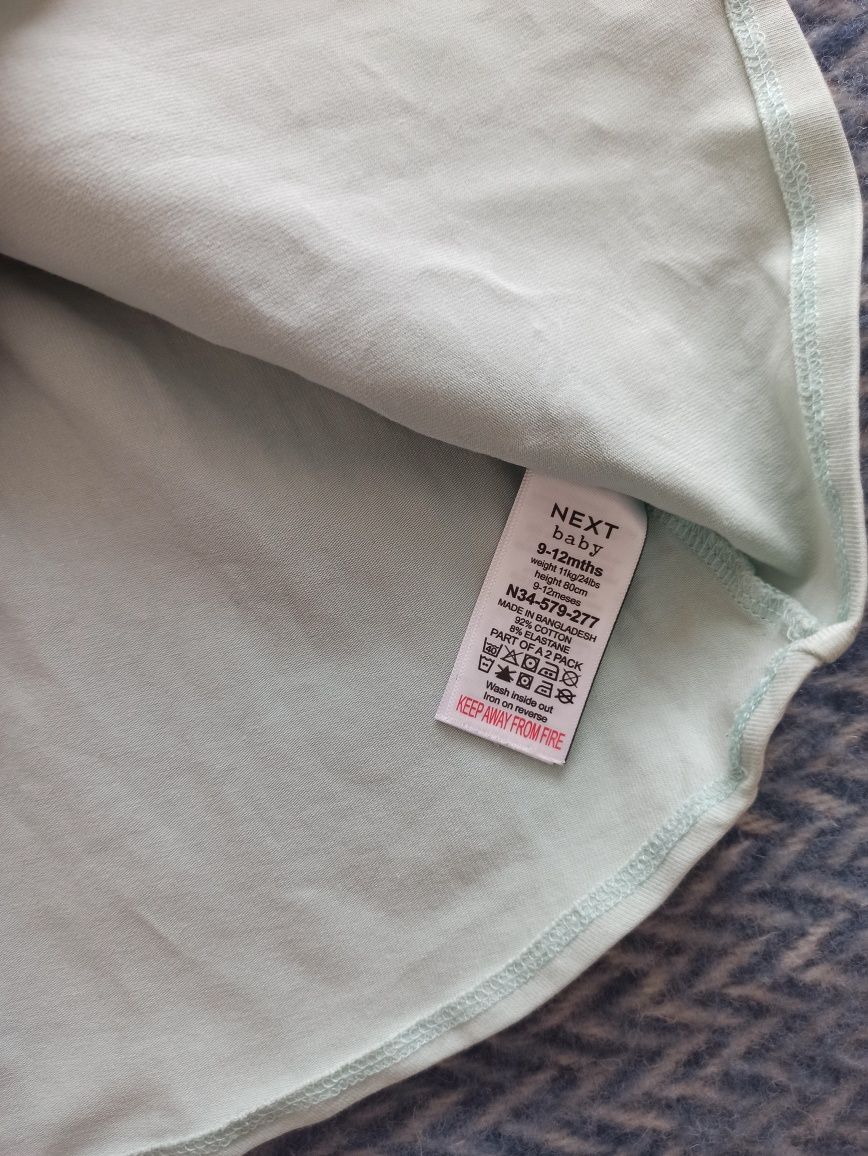 NEXT
baby
9-12mths
weight 11kg/24lbs
height 80cm
9-12meses
N34-579-277
MADE IN BANGLADESH
92% COTTON
8% ELASTANE
PART OF A 2 PACK
40
Wash inside out
Iron on reverse
KEEP AWAY FROM FIRE